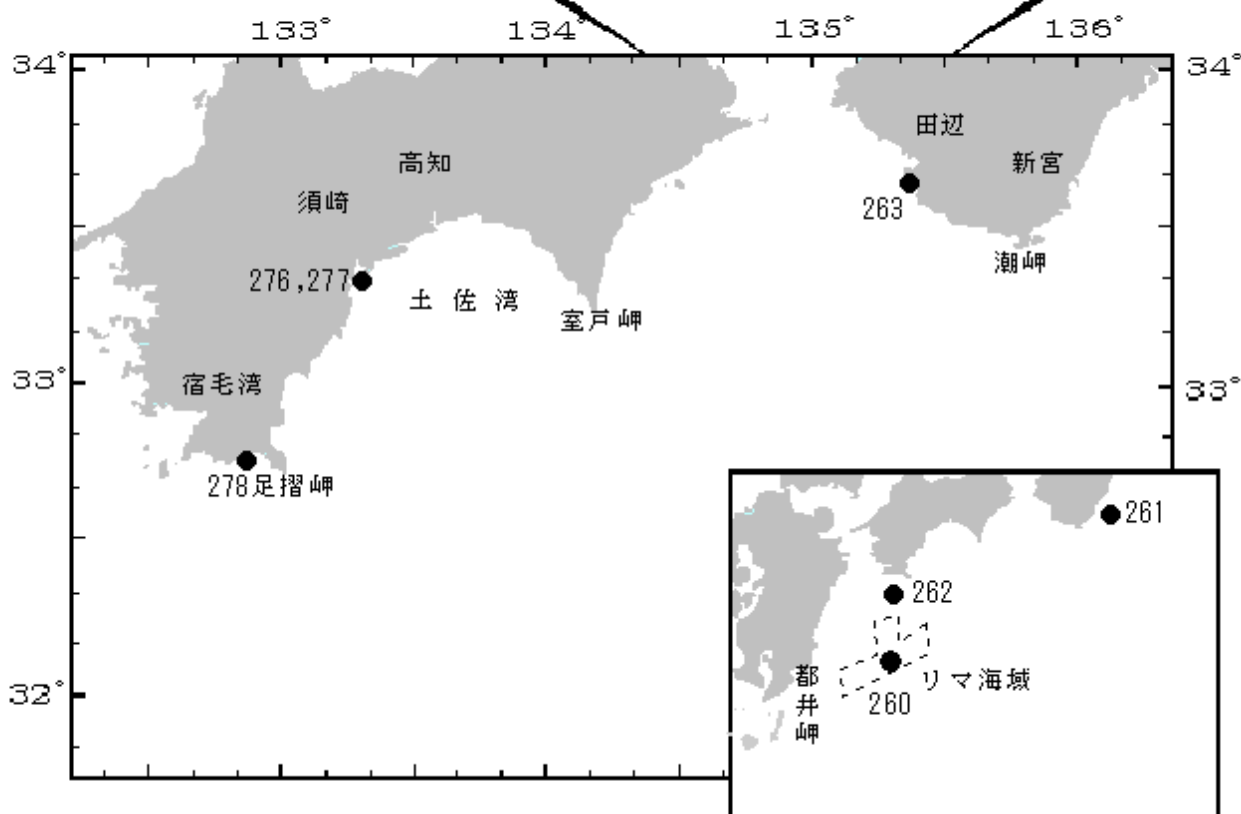 133° 134° 135° 136°
34° 34°
田辺
高知 新宮
須崎
263
潮岬
276,277
土佐湾
室戸岬
33° 宿毛湾 33°
278足摺岬
261
262
都井岬 リマ海域
32°
260